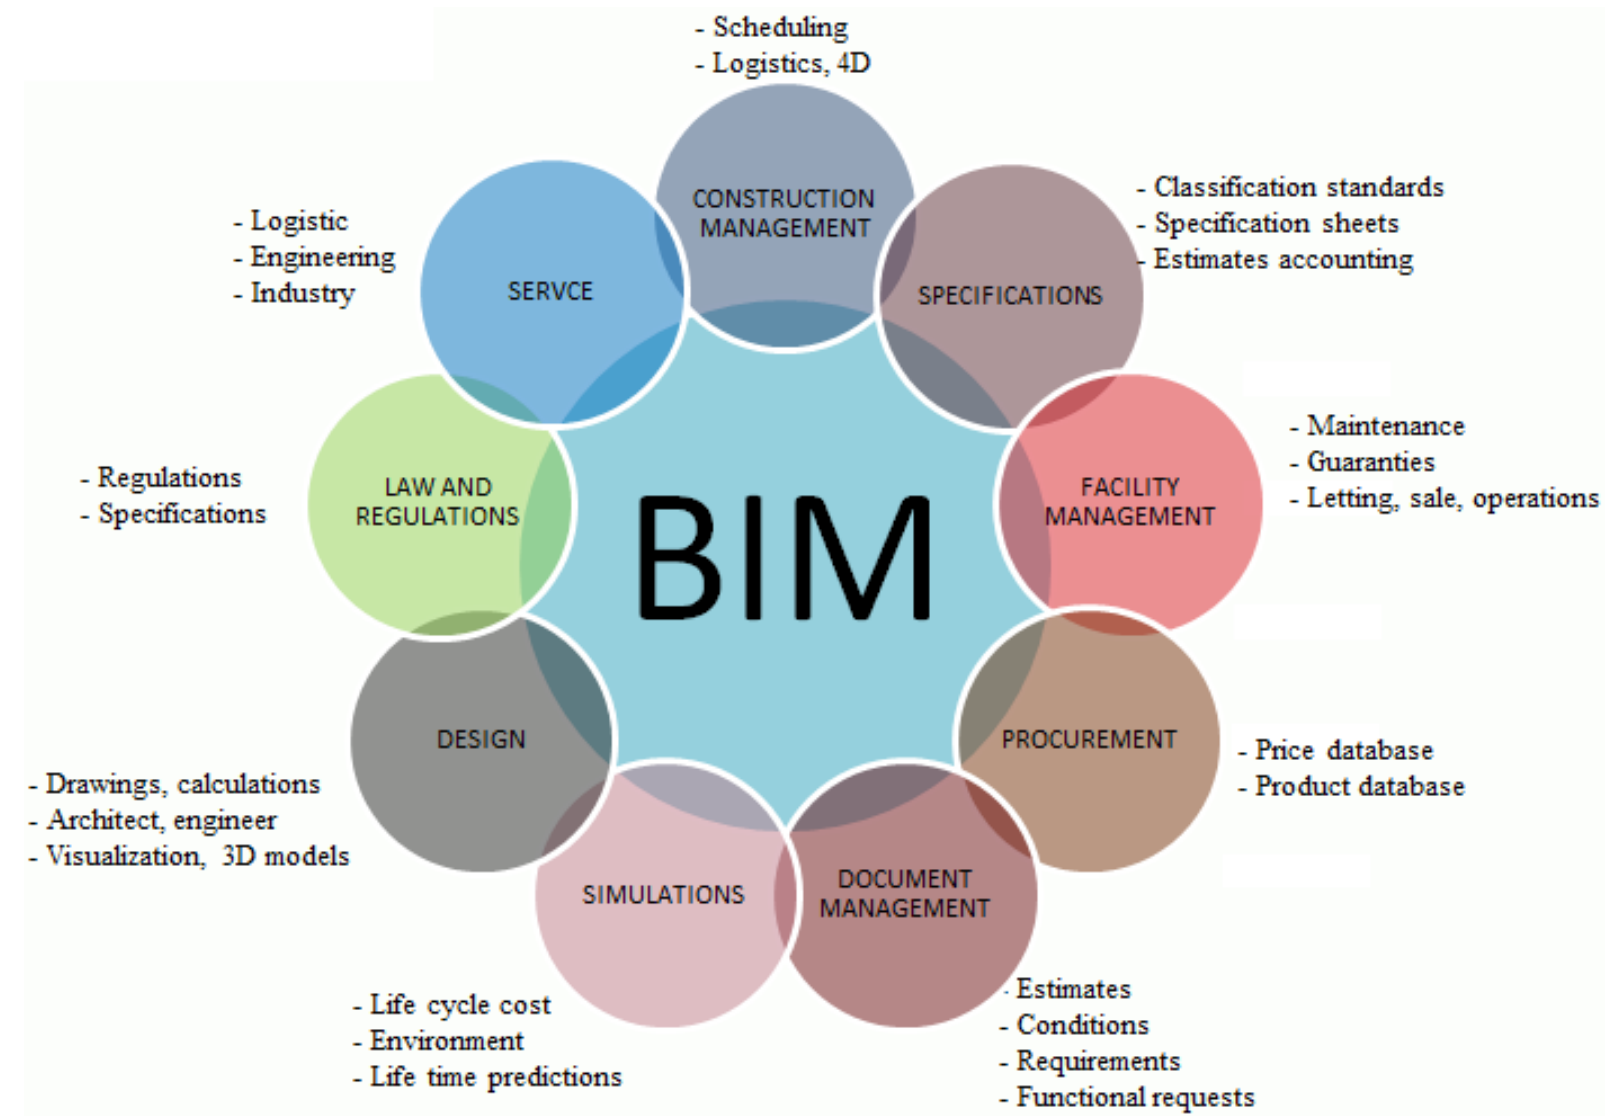 - Scheduling
- Logistics, 4D
CONSTRUCTION
MANAGEMENT
- Classification standards
- Specification sheets
- Estimates accounting
SPECIFICATIONS
- Maintenance
- Guaranties
- Letting, sale, operations
FACILITY
MANAGEMENT
- Price database
- Product database
PROCUREMENT
- Estimates
- Conditions
- Requirements
- Functional requests
DOCUMENT
MANAGEMENT
- Life cycle cost
- Environment
- Life time predictions
SIMULATIONS
- Drawings, calculations
- Architect, engineer
- Visualization, 3D models
DESIGN
- Regulations
- Specifications
LAW AND
REGULATIONS
- Logistic
- Engineering
- Industry
SERVCE
BIM